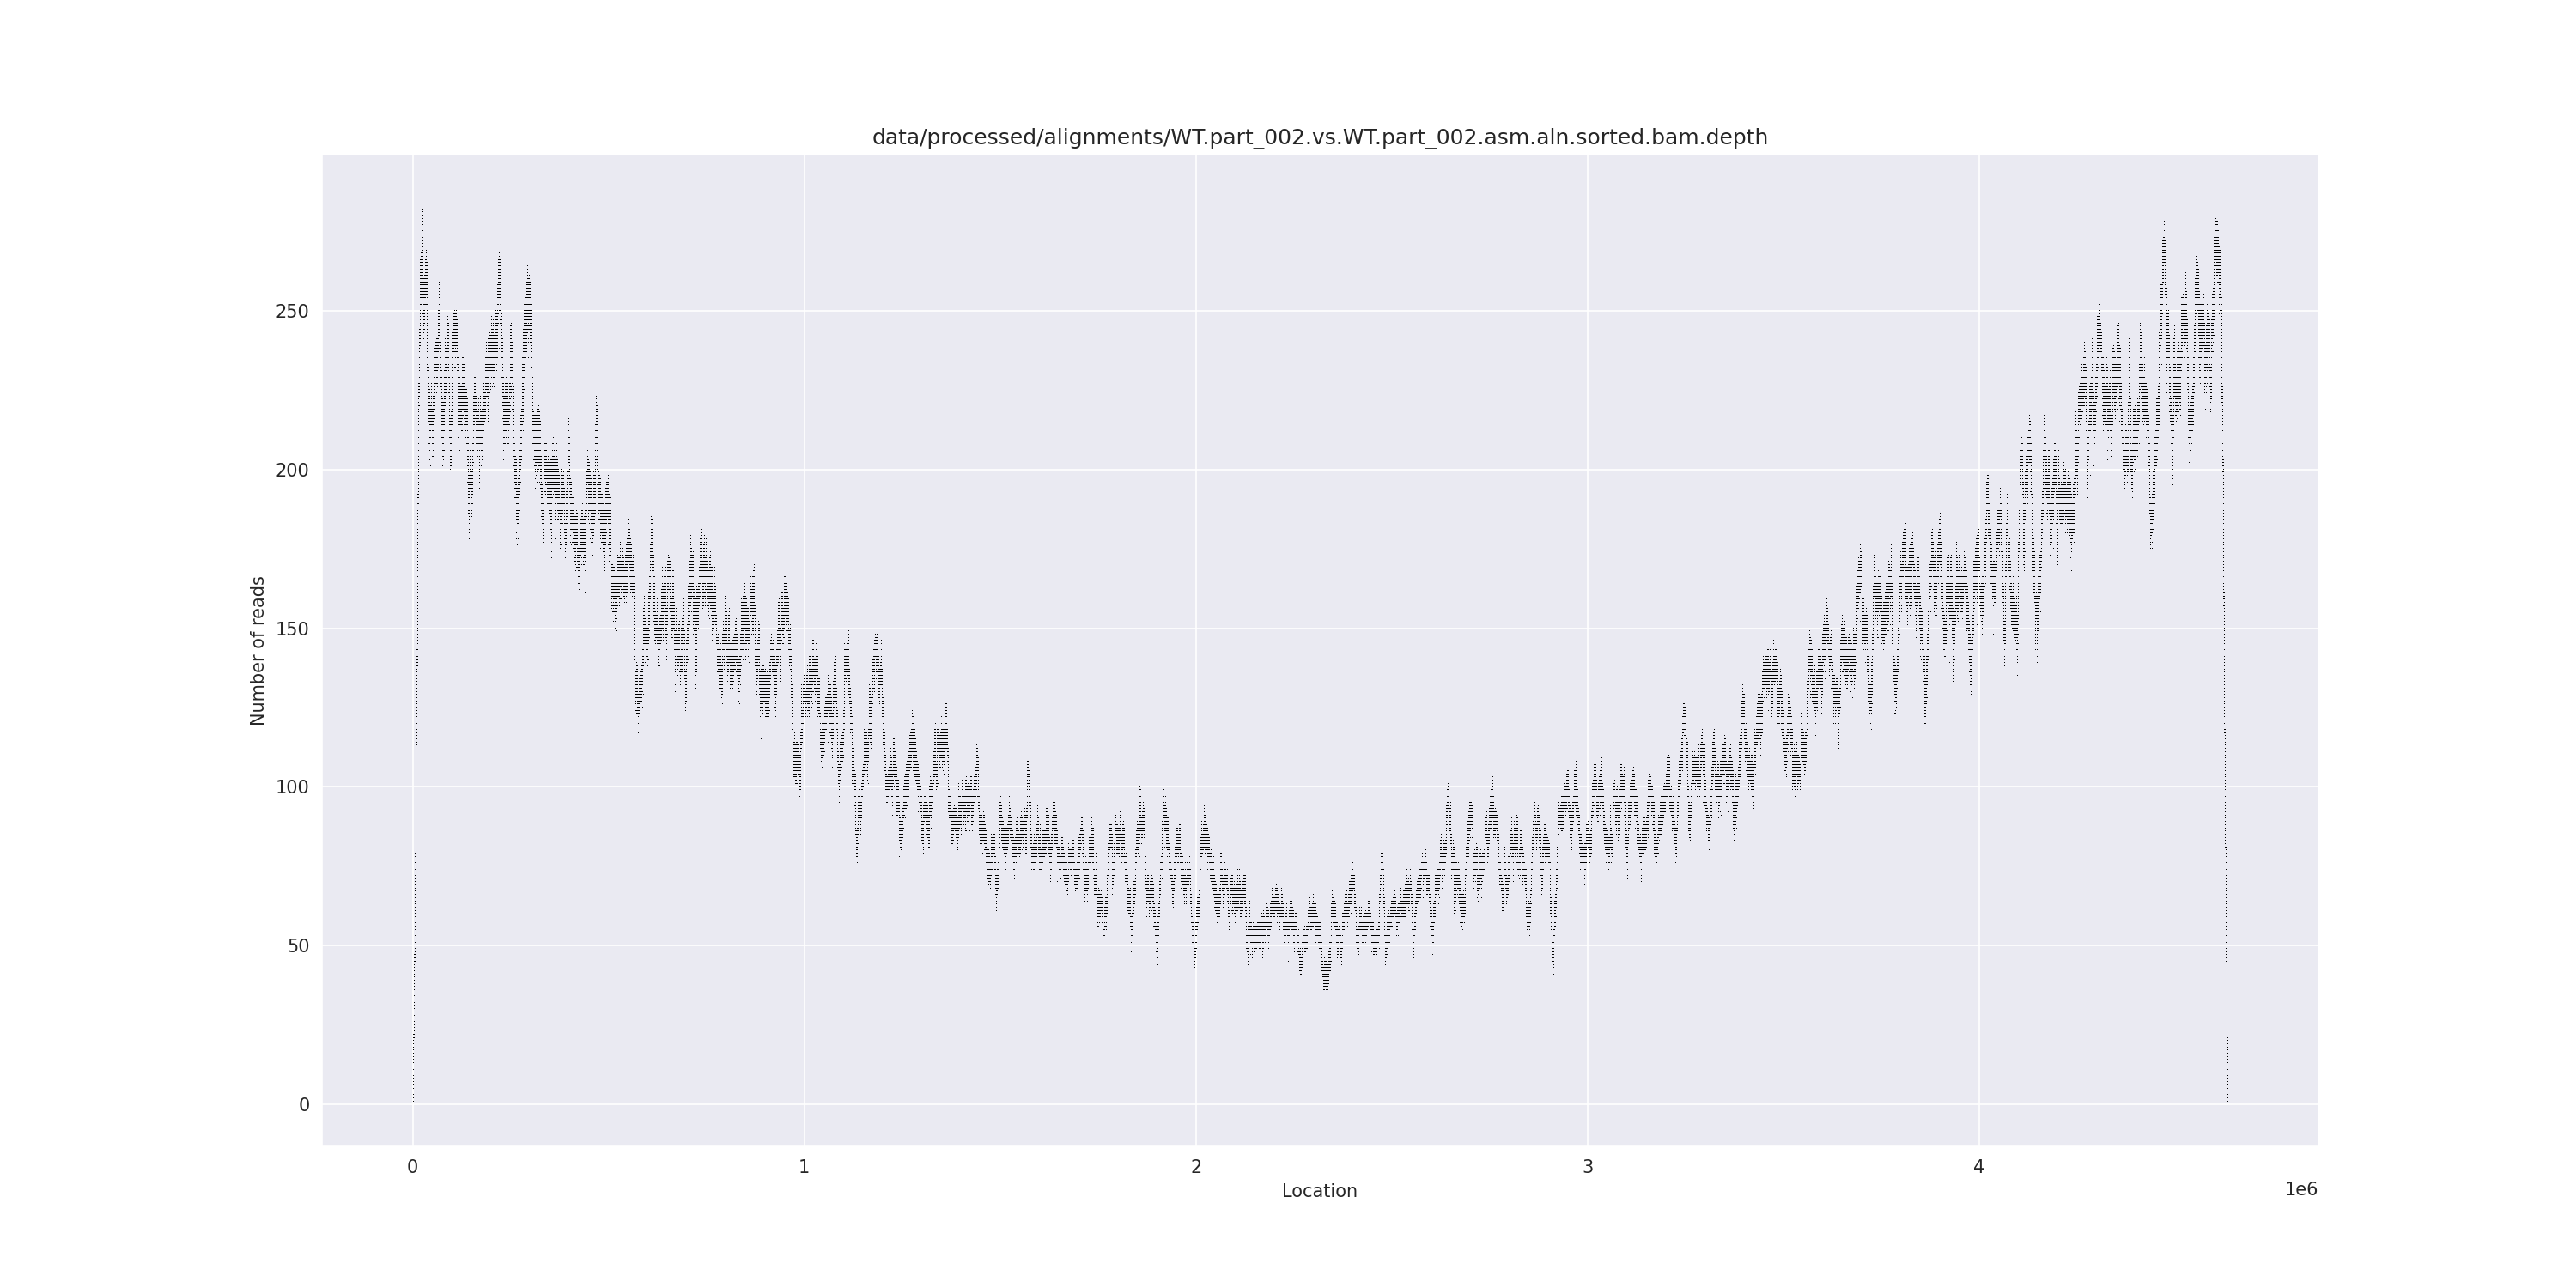 data/processed/alignments/WT.part_002.vs.WT.part_002.asm.aln.sorted.bam.depth
250
200
150
100
50
0
Number of reads
0 1 2 3 4
Location
1e6